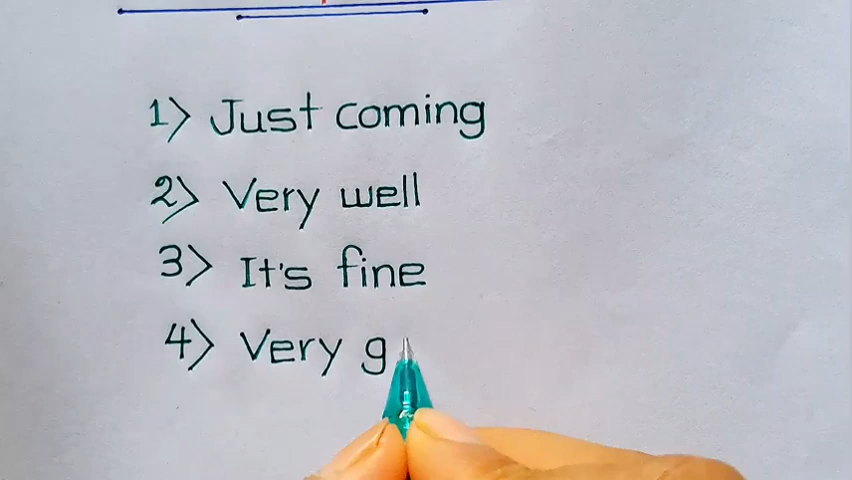 1) Just coming
2) Very well
3) It's fine
4) Very g